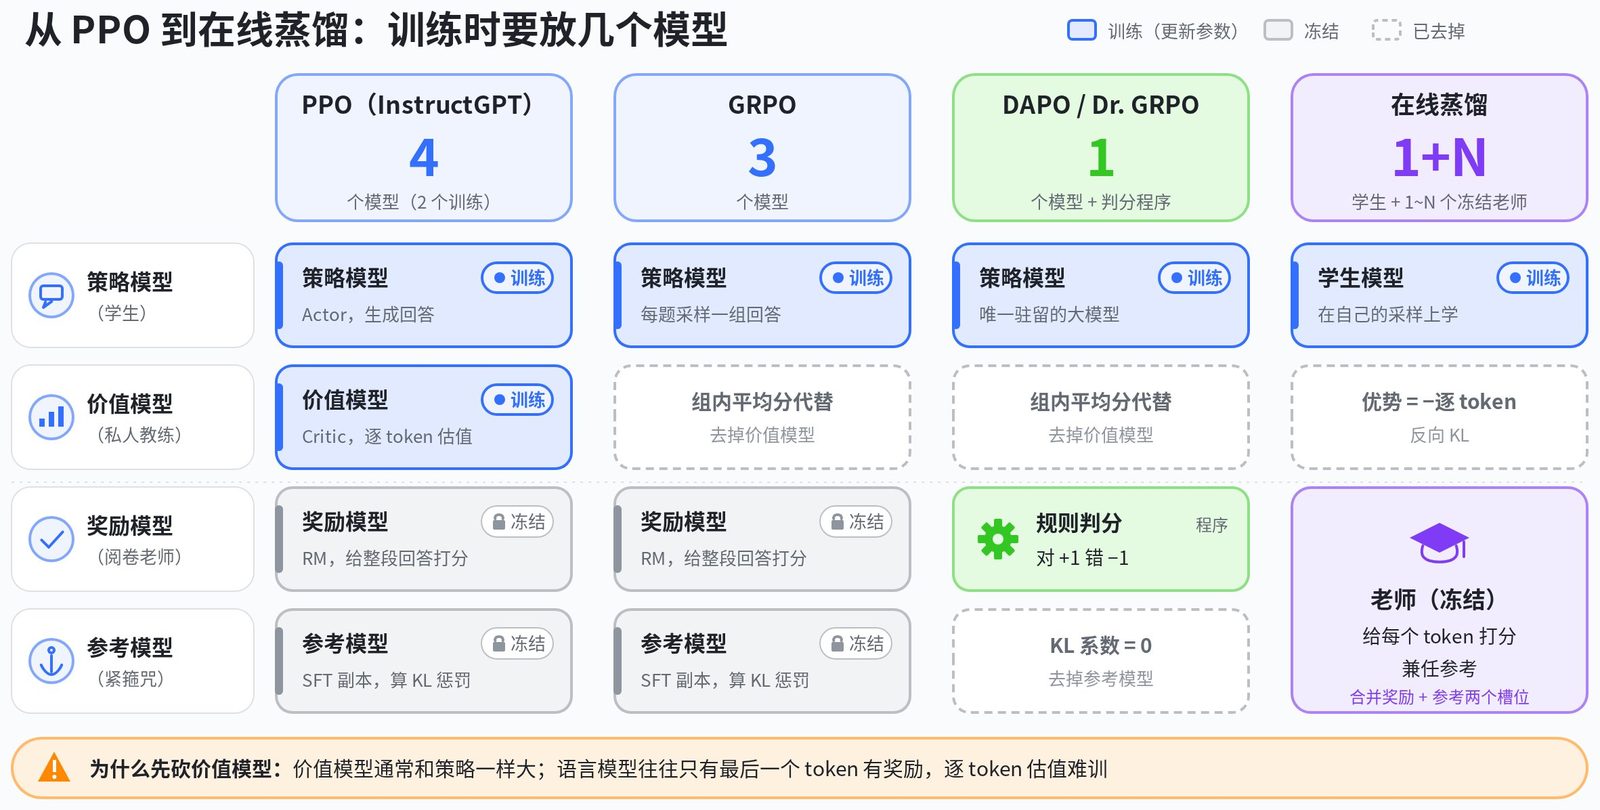 从 PPO 到在线蒸馏：训练时要放几个模型
训练（更新参数）
冻结
已去掉
PPO（InstructGPT）
4
个模型（2 个训练）
GRPO
3
个模型
DAPO / Dr. GRPO
1
个模型 + 判分程序
在线蒸馏
1+N
学生 + 1~N 个冻结老师
策略模型
（学生）
策略模型
训练
Actor，生成回答
策略模型
训练
每题采样一组回答
策略模型
训练
唯一驻留的大模型
学生模型
训练
在自己的采样上学
价值模型
（私人教练）
价值模型
训练
Critic，逐 token 估值
组内平均分代替
去掉价值模型
组内平均分代替
去掉价值模型
优势 = −逐 token
反向 KL
奖励模型
（阅卷老师）
奖励模型
冻结
RM，给整段回答打分
奖励模型
冻结
RM，给整段回答打分
规则判分
程序
对 +1 错 −1
老师（冻结）
给每个 token 打分
兼任参考
合并奖励 + 参考两个槽位
参考模型
（紧箍咒）
参考模型
冻结
SFT 副本，算 KL 惩罚
参考模型
冻结
SFT 副本，算 KL 惩罚
KL 系数 = 0
去掉参考模型
为什么先砍价值模型：价值模型通常和策略一样大；语言模型往往只有最后一个 token 有奖励，逐 token 估值难训